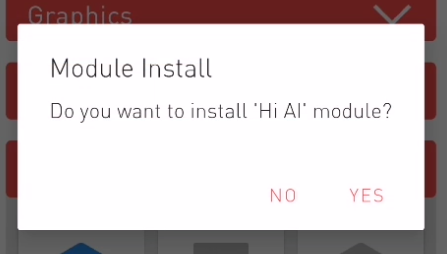 Graphics
Module Install
Do you want to install 'Hi AI' module?
NO YES